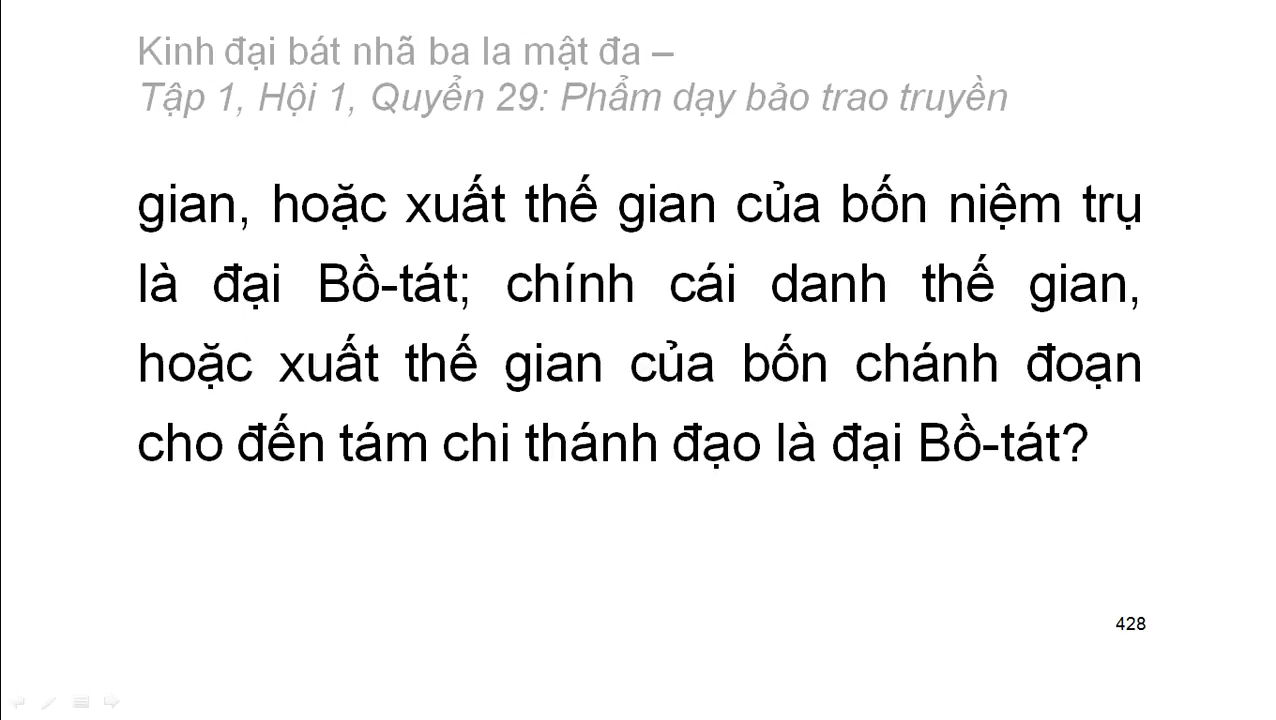 Kinh đại bát nhã ba la mật đa –
Tập 1, Hội 1, Quyển 29: Phẩm dạy bảo trao truyền
gian, hoặc xuất thế gian của bốn niệm trụ
là đại Bồ-tát; chính cái danh thế gian,
hoặc xuất thế gian của bốn chánh đoạn
cho đến tám chi thánh đạo là đại Bồ-tát?
428